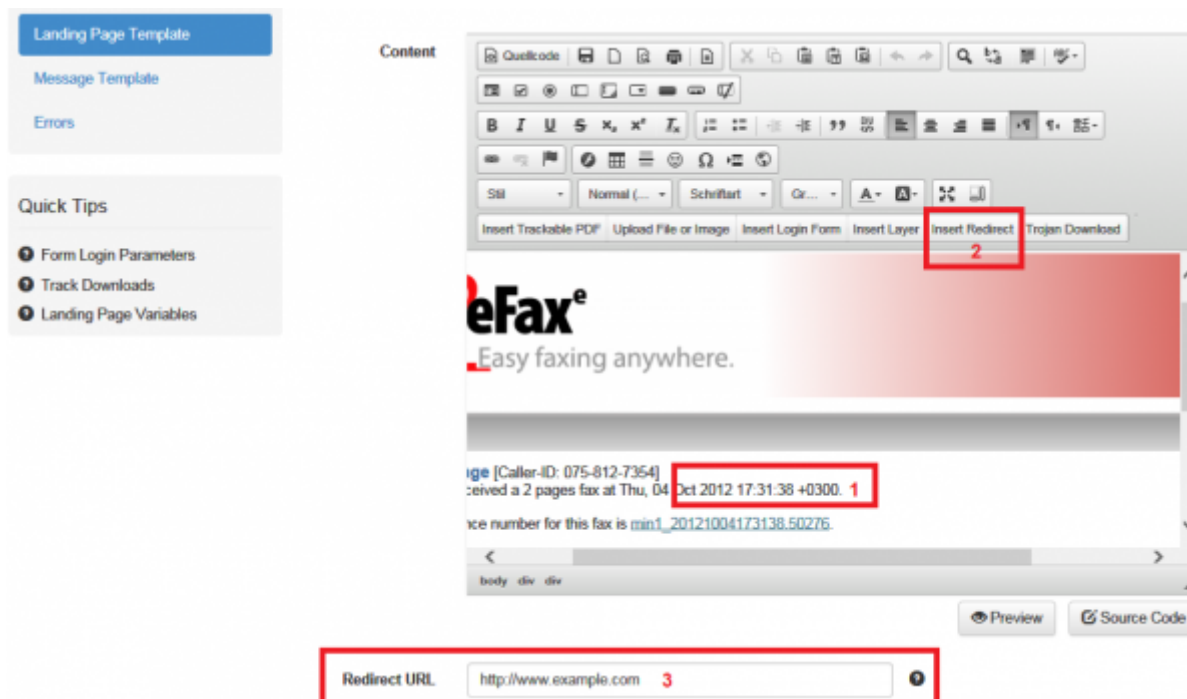 Landing Page Template
Message Template
Errors
Quick Tips
Form Login Parameters
Track Downloads
Landing Page Variables
Content
Quellcode
B I U S x₂ x² Iₓ
Ω
Stil Normal (... Schriftart Gr... A A
Insert Trackable PDF Upload File or Image Insert Login Form Insert Layer Insert Redirect Trojan Download
2
eFax e
Easy faxing anywhere.
ge [Caller-ID: 075-812-7354]
ceived a 2 pages fax at Thu, 04 Oct 2012 17:31:38 +0300. 1
nce number for this fax is min1_20121004173138.50276.
body div div
Preview Source Code
Redirect URL http://www.example.com 3